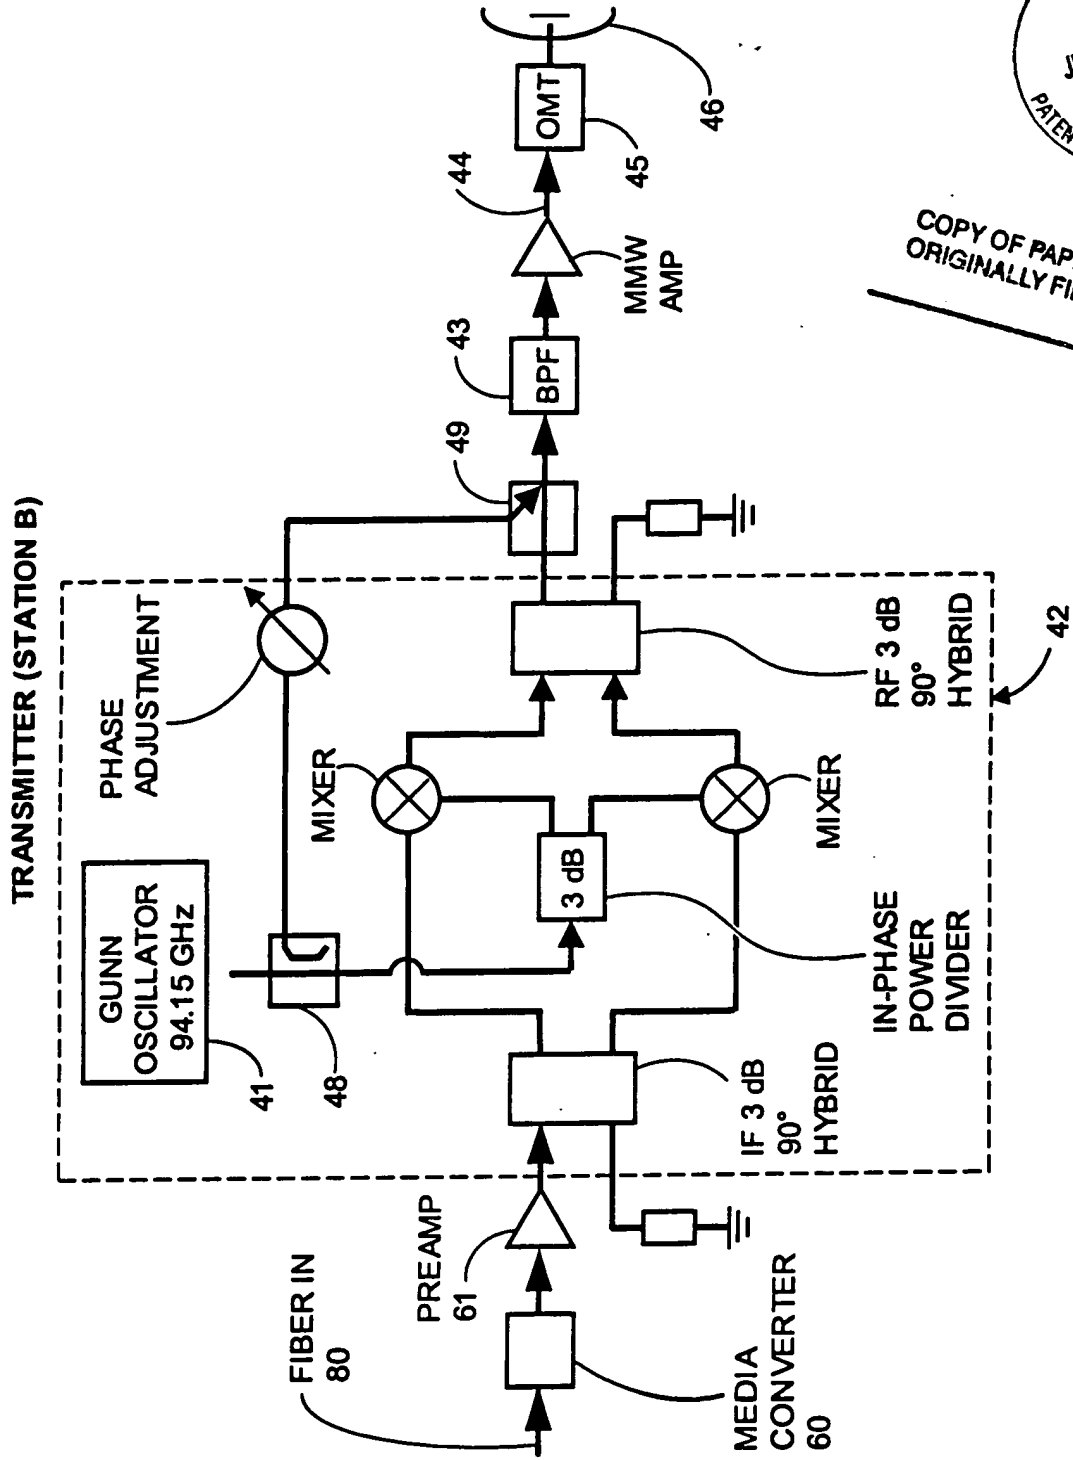 TRANSMITTER (STATION B)
GUNN
OSCILLATOR
94.15 GHz
41
48
PHASE
ADJUSTMENT
MIXER
MIXER
3 dB
IN-PHASE
POWER
DIVIDER
IF 3 dB
90°
HYBRID
RF 3 dB
90°
HYBRID
42
FIBER IN
80
MEDIA
CONVERTER
60
PREAMP
61
49
BPF
43
MMW
AMP
44
OMT
45
46
COPY OF
ORIGINALLY